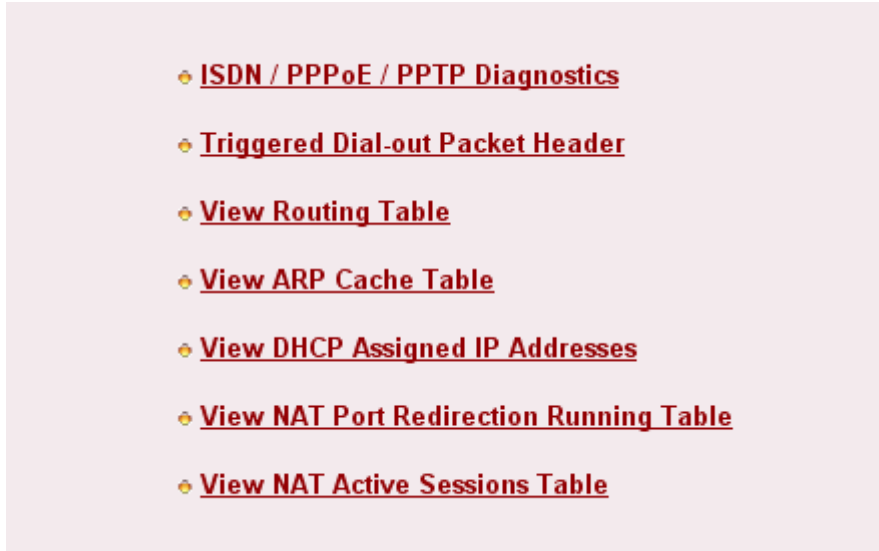 ISDN / PPPoE / PPTP Diagnostics
Triggered Dial-out Packet Header
View Routing Table
View ARP Cache Table
View DHCP Assigned IP Addresses
View NAT Port Redirection Running Table
View NAT Active Sessions Table